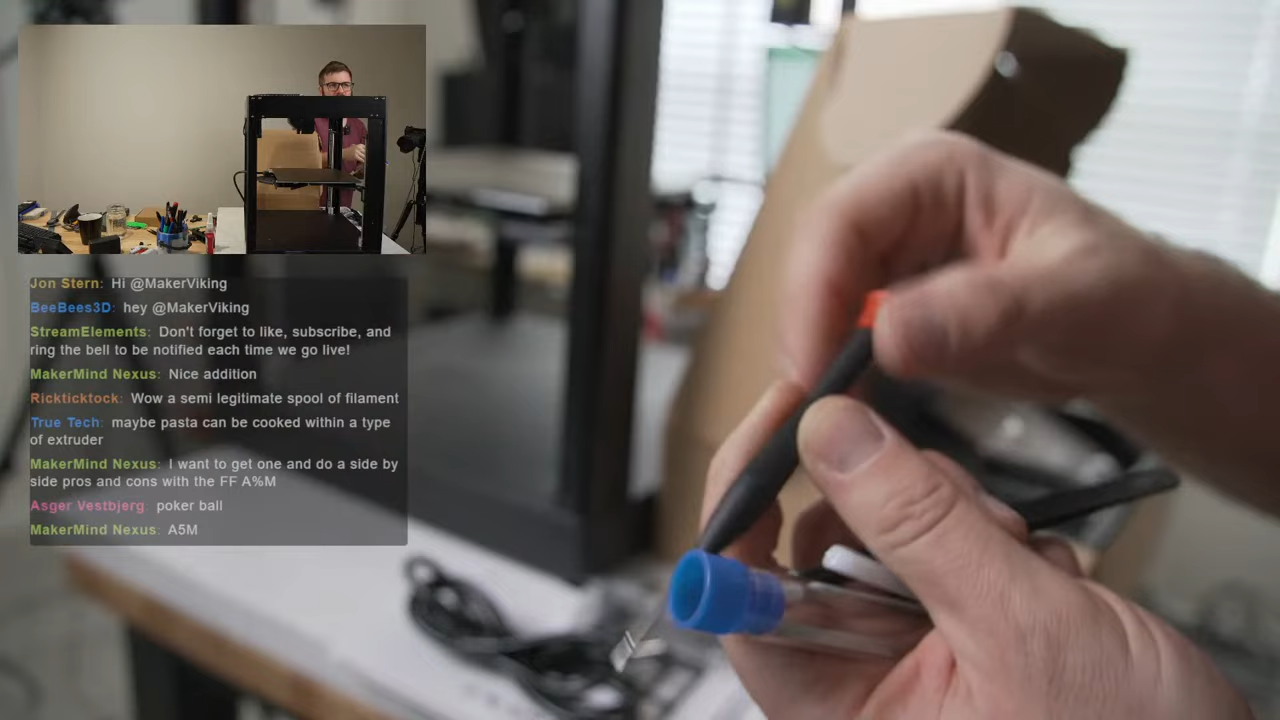 Jon Stern: Hi @MakerViking
BeeBees3D: hey @MakerViking
StreamElements: Don't forget to like, subscribe, and
ring the bell to be notified each time we go live!
MakerMind Nexus: Nice addition
Rickticktock: Wow a semi legitimate spool of filament
True Tech: maybe pasta can be cooked within a type
of extruder
MakerMind Nexus: I want to get one and do a side by
side pros and cons with the FF A%M
Asger Vestbjerg: poker ball
MakerMind Nexus: A5M